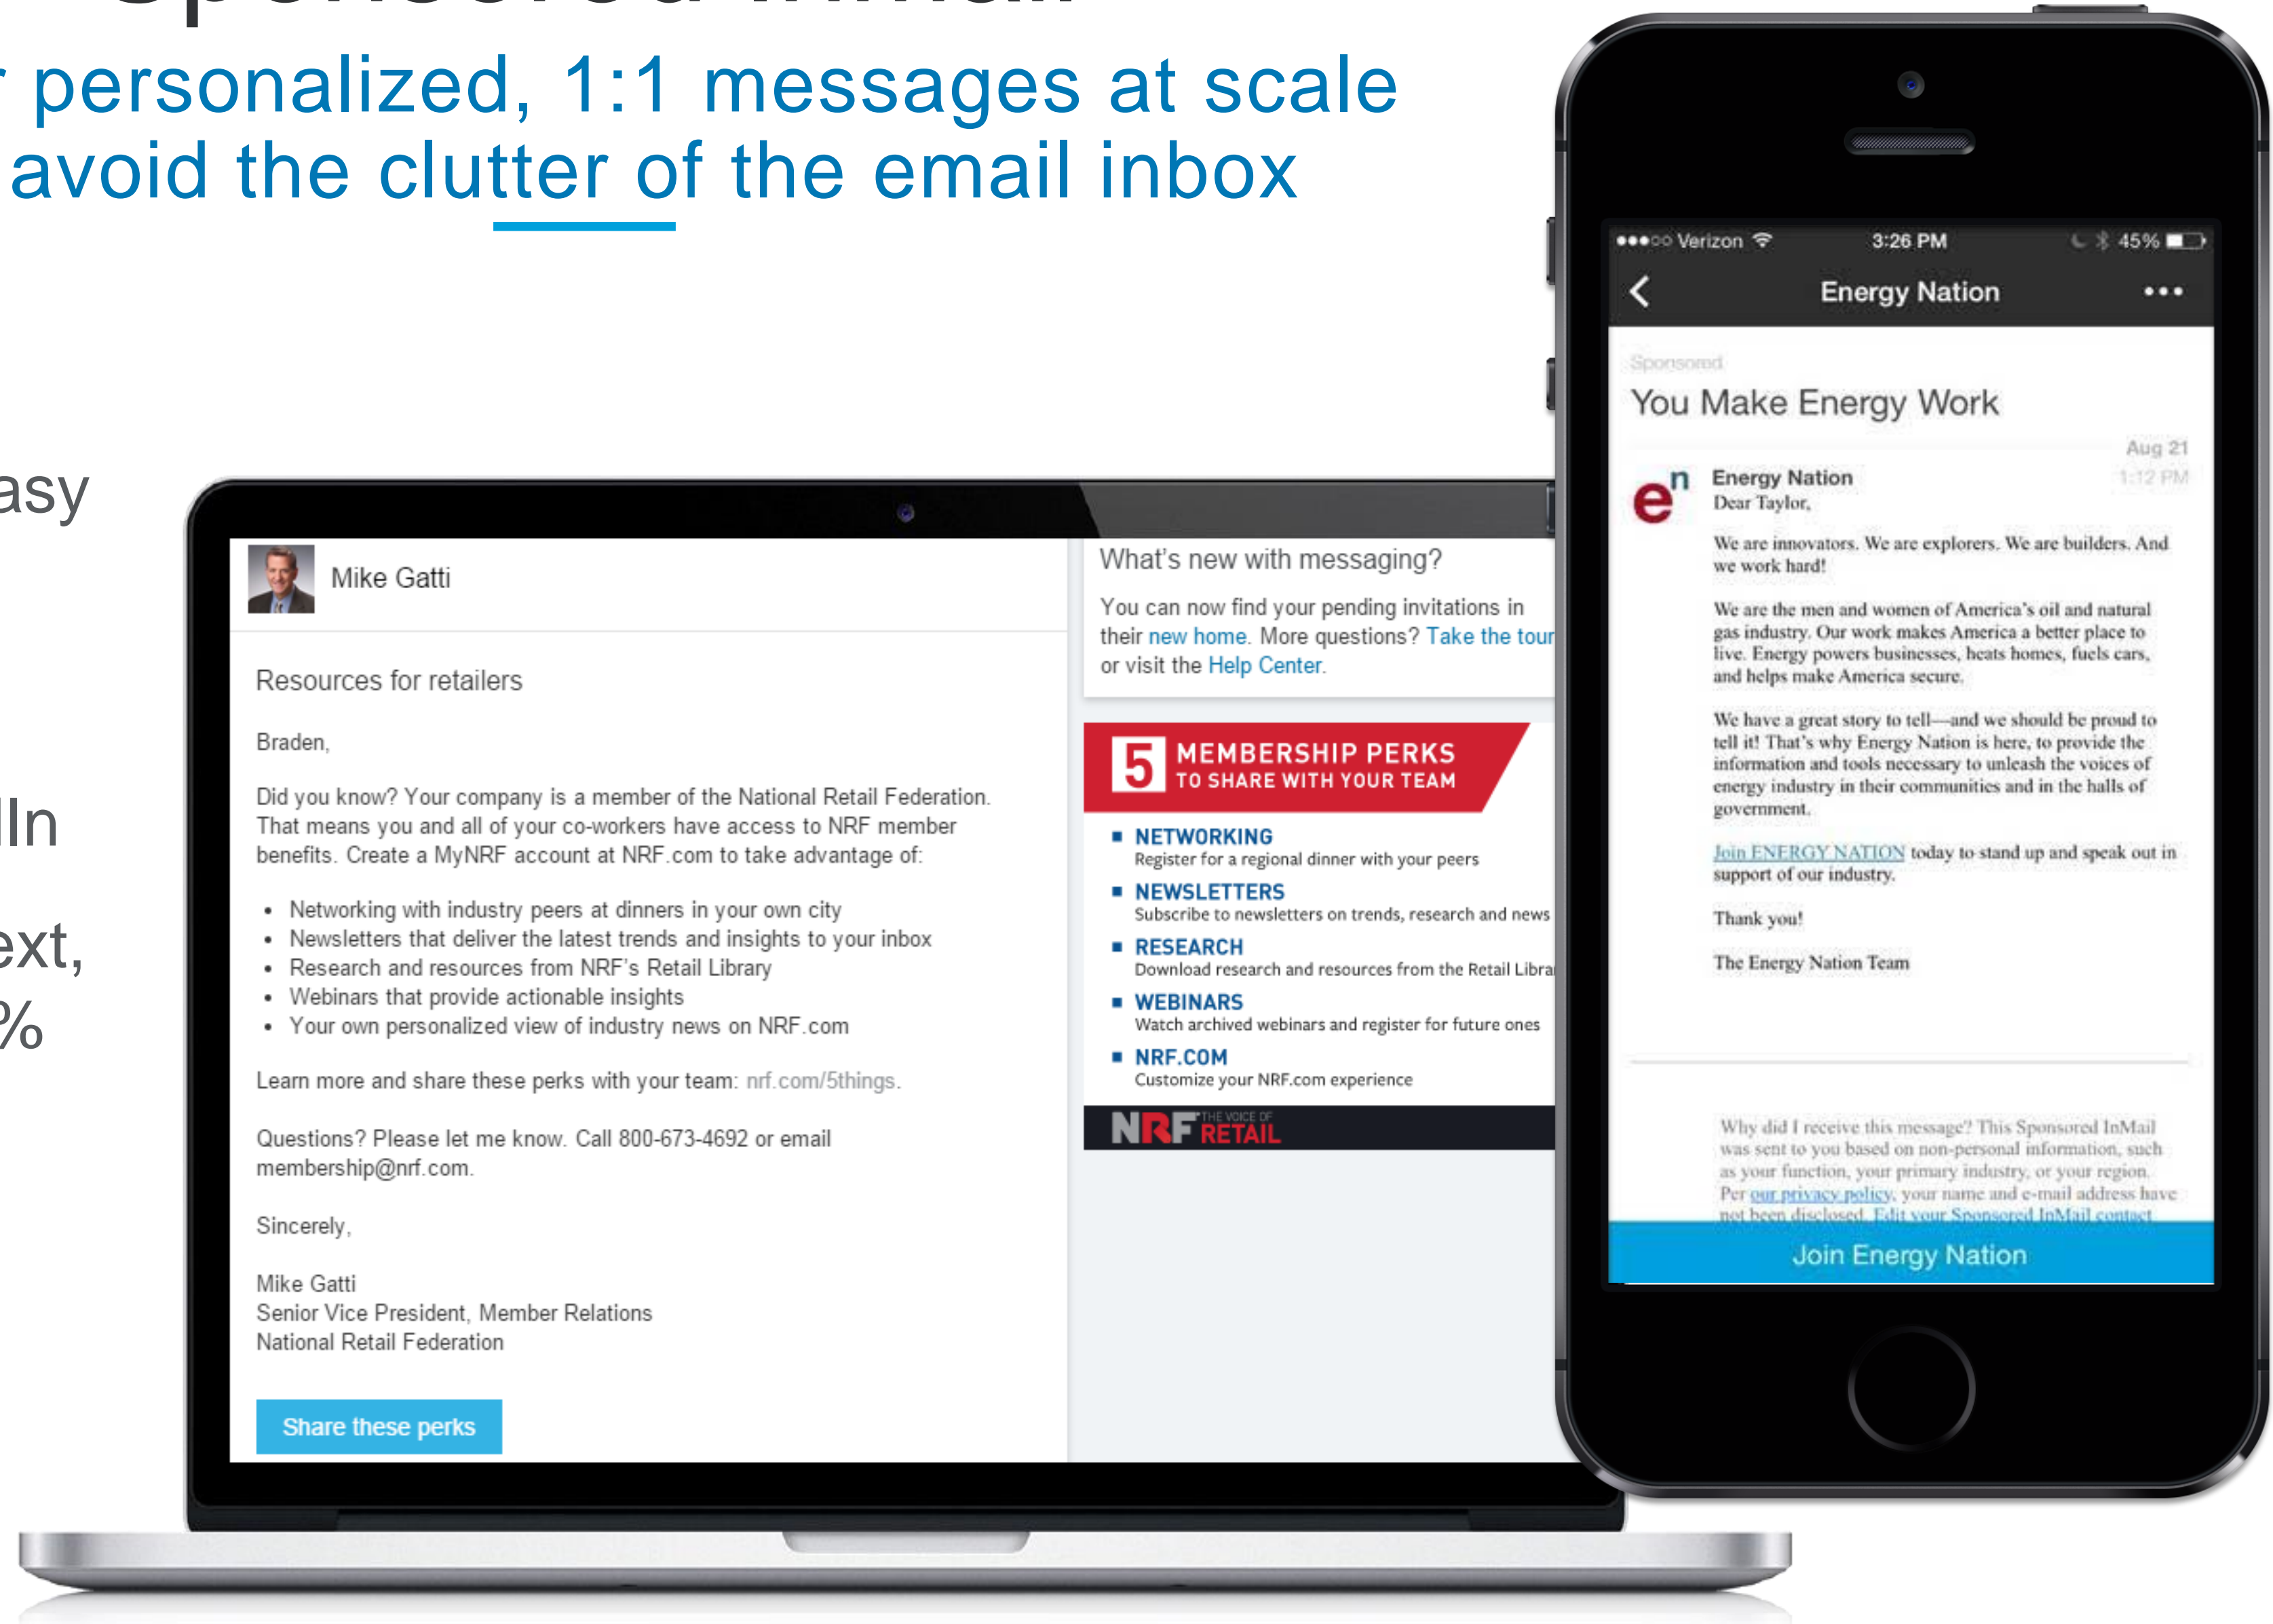 Sponsored InMail
r personalized, 1:1 messages at scale
avoid the clutter of the email inbox
asy
In
ext,
%
Mike Gatti
Resources for retailers
Braden,
Did you know? Your company is a member of the National Retail Federation.
That means you and all of your co-workers have access to NRF member
benefits. Create a MyNRF account at NRF.com to take advantage of:
• Networking with industry peers at dinners in your own city
• Newsletters that deliver the latest trends and insights to your inbox
• Research and resources from NRF's Retail Library
• Webinars that provide actionable insights
• Your own personalized view of industry news on NRF.com
Learn more and share these perks with your team: nrf.com/5things.
Questions? Please let me know. Call 800-673-4692 or email
membership@nrf.com.
Sincerely,
Mike Gatti
Senior Vice President, Member Relations
National Retail Federation
Share these perks
What's new with messaging?
You can now find your pending invitations in
their new home. More questions? Take the tour
or visit the Help Center.
5 MEMBERSHIP PERKS
TO SHARE WITH YOUR TEAM
NETWORKING
Register for a regional dinner with your peers
NEWSLETTERS
Subscribe to newsletters on trends, research and news
RESEARCH
Download research and resources from the Retail Libra
WEBINARS
Watch archived webinars and register for future ones
NRF.COM
Customize your NRF.com experience
NRF THE VOICE OF
RETAIL
Verizon 3:26 PM 45%
Energy Nation
Sponsored
You Make Energy Work
Aug 21
1:12 PM
en
Energy Nation
Dear Taylor,
We are innovators. We are explorers. We are builders. And
we work hard!
We are the men and women of America's oil and natural
gas industry. Our work makes America a better place to
live. Energy powers businesses, heats homes, fuels cars,
and helps make America secure.
We have a great story to tell—and we should be proud to
tell it! That's why Energy Nation is here, to provide the
information and tools necessary to unleash the voices of
energy industry in their communities and in the halls of
government.
Join ENERGY NATION today to stand up and speak out in
support of our industry.
Thank you!
The Energy Nation Team
Why did I receive this message? This Sponsored InMail
was sent to you based on non-personal information, such
as your function, your primary industry, or your region.
Per our privacy policy, your name and e-mail address have
not been disclosed. Edit your Sponsored InMail contact
Join Energy Nation